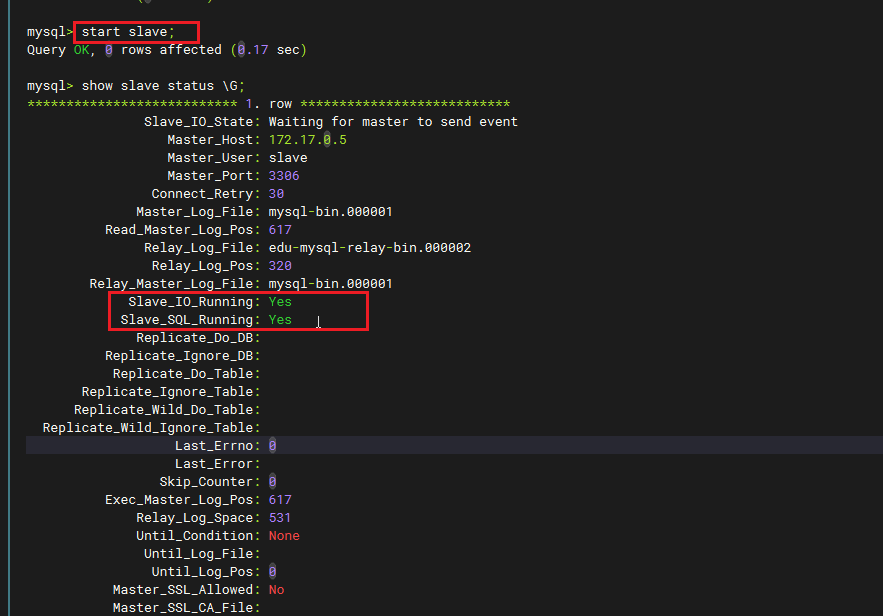 mysql> start slave;
Query OK, 0 rows affected (0.17 sec)
mysql> show slave status \G;
*************************** 1. row ***************************
Slave_IO_State: Waiting for master to send event
Master_Host: 172.17.0.5
Master_User: slave
Master_Port: 3306
Connect_Retry: 30
Master_Log_File: mysql-bin.000001
Read_Master_Log_Pos: 617
Relay_Log_File: edu-mysql-relay-bin.000002
Relay_Log_Pos: 320
Relay_Master_Log_File: mysql-bin.000001
Slave_IO_Running: Yes
Slave_SQL_Running: Yes
Replicate_Do_DB:
Replicate_Ignore_DB:
Replicate_Do_Table:
Replicate_Ignore_Table:
Replicate_Wild_Do_Table:
Replicate_Wild_Ignore_Table:
Last_Errno: 0
Last_Error:
Skip_Counter: 0
Exec_Master_Log_Pos: 617
Relay_Log_Space: 531
Until_Condition: None
Until_Log_File:
Until_Log_Pos: 0
Master_SSL_Allowed: No
Master_SSL_CA_File: